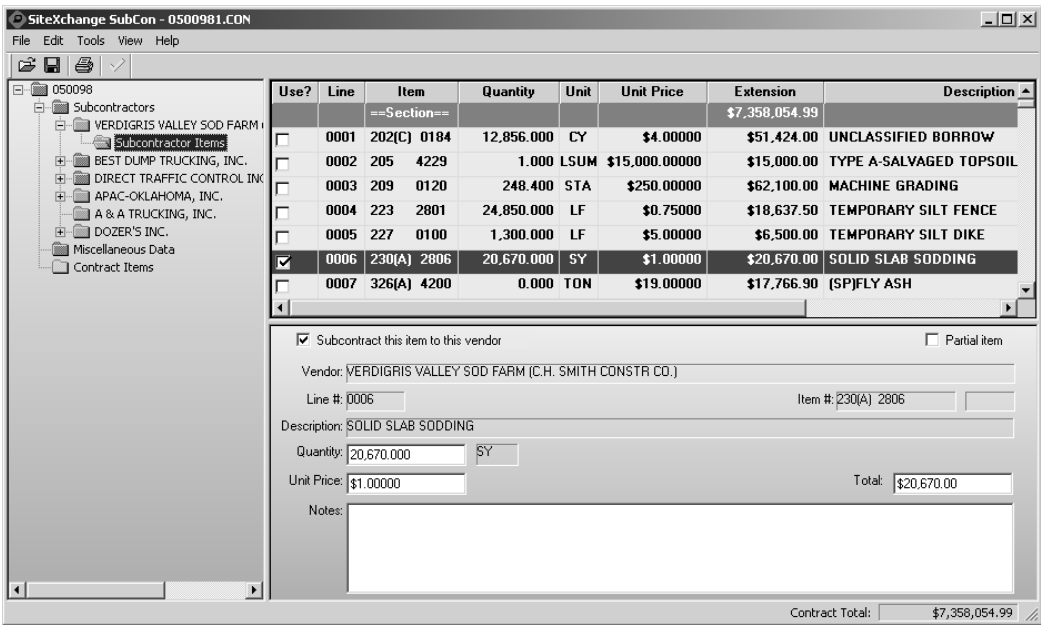 SiteXchange SubCon - 0500981.CON
File Edit Tools View Help
050098
Subcontractors
VERDIGRIS VALLEY SOD FARM
Subcontractor Items
BEST DUMP TRUCKING, INC.
DIRECT TRAFFIC CONTROL INC
APAC-OKLAHOMA, INC.
A & A TRUCKING, INC.
DOZER'S INC.
Miscellaneous Data
Contract Items
Use? Line Item Quantity Unit Unit Price Extension Description
==Section== $7,358,054.99
0001 202(C) 0184 12,856.000 CY $4.00000 $51,424.00 UNCLASSIFIED BORROW
0002 205 4229 1.000 LSUM $15,000.00000 $15,000.00 TYPE A-SALVAGED TOPSOIL
0003 209 0120 248.400 STA $250.00000 $62,100.00 MACHINE GRADING
0004 223 2801 24,850.000 LF $0.75000 $18,637.50 TEMPORARY SILT FENCE
0005 227 0100 1,300.000 LF $5.00000 $6,500.00 TEMPORARY SILT DIKE
0006 230(A) 2806 20,670.000 SY $1.00000 $20,670.00 SOLID SLAB SODDING
0007 326(A) 4200 0.000 TON $19.00000 $17,766.90 (SP)FLY ASH
Subcontract this item to this vendor Partial item
Vendor: VERDIGRIS VALLEY SOD FARM (C.H. SMITH CONSTR CO.)
Line #: 0006 Item #: 230(A) 2806
Description: SOLID SLAB SODDING
Quantity: 20,670.000 SY
Unit Price: $1.00000 Total: $20,670.00
Notes:
Contract Total: $7,358,054.99